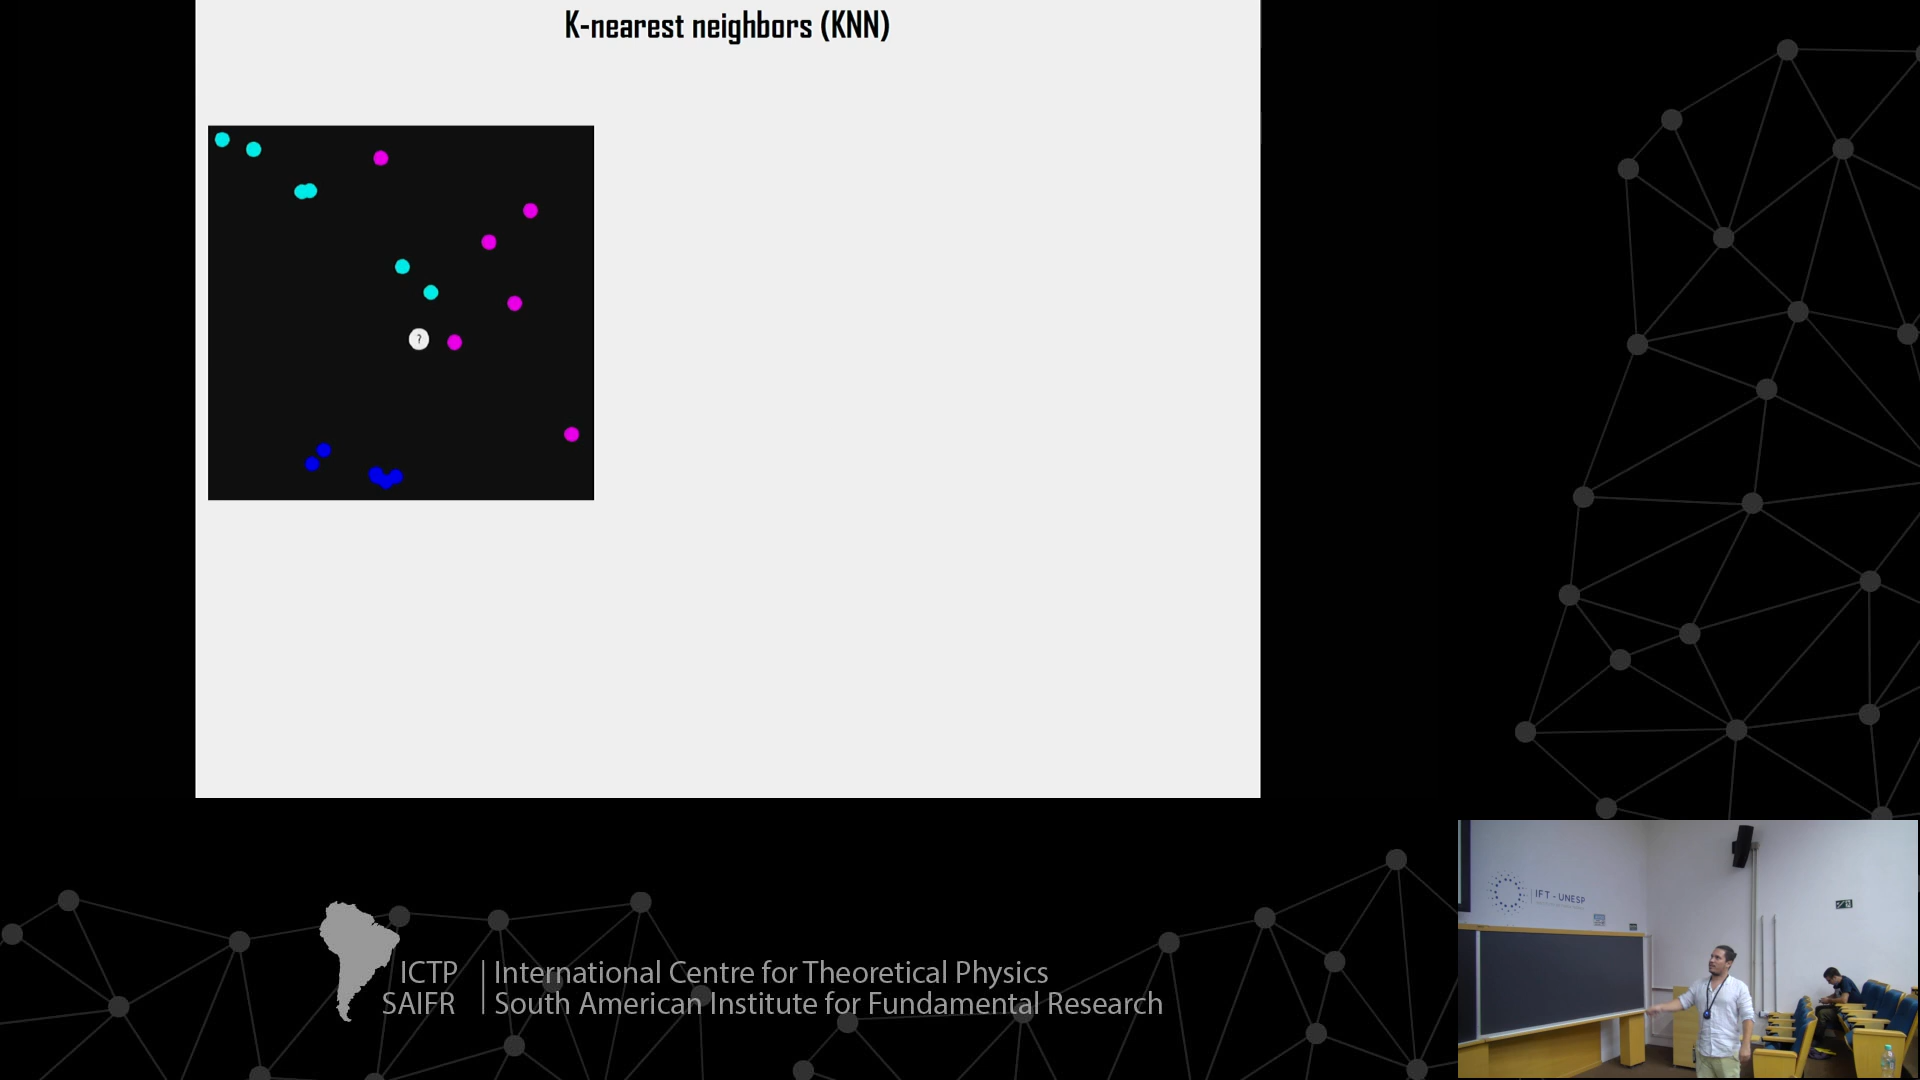 K-nearest neighbors (KNN)
?
IFT - UNESP
ICTP
SAIFR
International Centre for Theoretical Physics
South American Institute for Fundamental Research